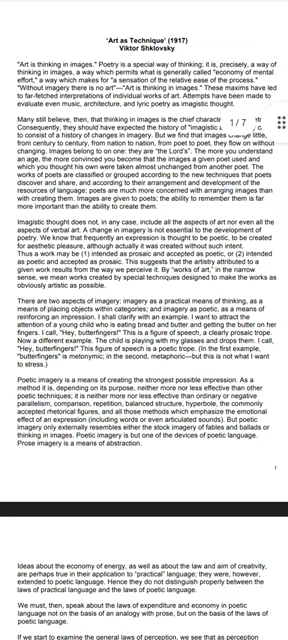 'Art as Technique' (1917)
Viktor Shklovsky
"Art is thinking in images." Poetry is a special way of thinking; it is, precisely, a way of
thinking in images, a way which permits what is generally called "economy of mental
effort," a way which makes for "a sensation of the relative ease of the process."
"Without imagery there is no art"—"Art is thinking in images." These maxims have led
to far-fetched interpretations of individual works of art. Attempts have been made to
evaluate even music, architecture, and lyric poetry as imagistic thought.
Many still believe, then, that thinking in images is the chief characte
Consequently, they should have expected the history of "imagistic
to consist of a history of changes in imagery. But we find that images change little,
from century to century, from nation to nation, from poet to poet, they flow on without
changing. Images belong to no one: they are "the Lord's". The more you understand
an age, the more convinced you become that the images a given poet used and
which you thought his own were taken almost unchanged from another poet. The
works of poets are classified or grouped according to the new techniques that poets
discover and share, and according to their arrangement and development of the
resources of language; poets are much more concerned with arranging images than
with creating them. Images are given to poets; the ability to remember them is far
more important than the ability to create them.
1 / 7
Imagistic thought does not, in any case, include all the aspects of art nor even all the
aspects of verbal art. A change in imagery is not essential to the development of
poetry. We know that frequently an expression is thought to be poetic, to be created
for aesthetic pleasure, although actually it was created without such intent.
Thus a work may be (1) intended as prosaic and accepted as poetic, or (2) intended
as poetic and accepted as prosaic. This suggests that the artistry attributed to a
given work results from the way we perceive it. By "works of art," in the narrow
sense, we mean works created by special techniques designed to make the works as
obviously artistic as possible.
There are two aspects of imagery: imagery as a practical means of thinking, as a
means of placing objects within categories; and imagery as poetic, as a means of
reinforcing an impression. I shall clarify with an example. I want to attract the
attention of a young child who is eating bread and butter and getting the butter on her
fingers. I call, "Hey, butterfingers!" This is a figure of speech, a clearly prosaic trope.
Now a different example. The child is playing with my glasses and drops them. I call,
"Hey, butterfingers!" This figure of speech is a poetic trope. (In the first example,
"butterfingers" is metonymic; in the second, metaphoric—but this is not what I want
to stress.)
Poetic imagery is a means of creating the strongest possible impression. As a
method it is, depending on its purpose, neither more nor less effective than other
poetic techniques; it is neither more nor less effective than ordinary or negative
parallelism, comparison, repetition, balanced structure, hyperbole, the commonly
accepted rhetorical figures, and all those methods which emphasize the emotional
effect of an expression (including words or even articulated sounds). But poetic
imagery only externally resembles either the stock imagery of fables and ballads or
thinking in images. Poetic imagery is but one of the devices of poetic language.
Prose imagery is a means of abstraction.
1
Ideas about the economy of energy, as well as about the law and aim of creativity,
are perhaps true in their application to "practical" language; they were, however,
extended to poetic language. Hence they do not distinguish properly between the
laws of practical language and the laws of poetic language.
We must, then, speak about the laws of expenditure and economy in poetic
language not on the basis of an analogy with prose, but on the basis of the laws of
poetic language.
If we start to examine the general laws of perception, we see that as perception